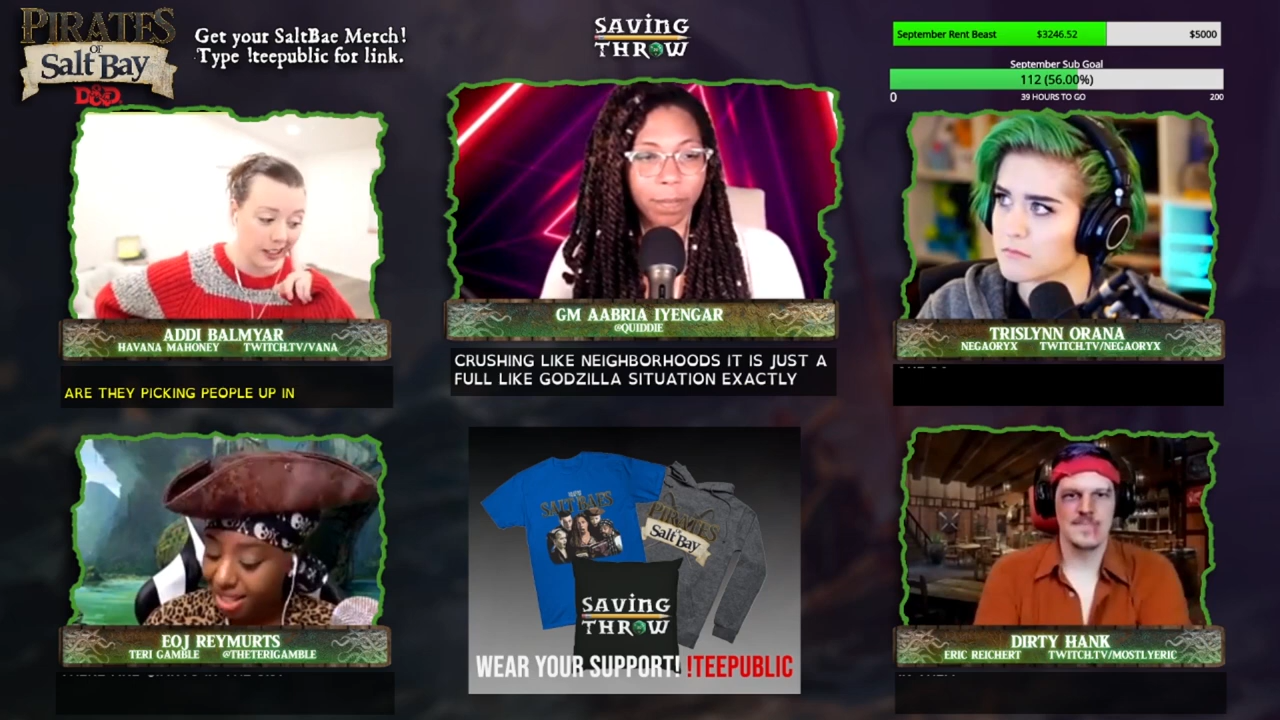 PIRATES
OF
Salt Bay
D&D
Get your SaltBae Merch!
Type !teepublic for link.
SAVING
THROW
September Rent Beast $3246.52 $5000
September Sub Goal
112 (56.00%)
0 39 HOURS TO GO 200
ADDI BALMYAR
HAVANA MAHONEY TWITCH.TV/VANA
ARE THEY PICKING PEOPLE UP IN
GM AABRIA IYENGAR
@QUIDDIE
CRUSHING LIKE NEIGHBORHOODS IT IS JUST A
FULL LIKE GODZILLA SITUATION EXACTLY
TRISLYNN ORANA
NEGAORYX TWITCH.TV/NEGAORYX
EOJ REYMURTS
TERI GAMBLE @THETERIGAMBLE
SALT BAES
PIRATES
OF
Salt Bay
SAVING
THROW
WEAR YOUR SUPPORT! !TEEPUBLIC
DIRTY HANK
ERIC REICHERT TWITCH.TV/MOSTLYERIC